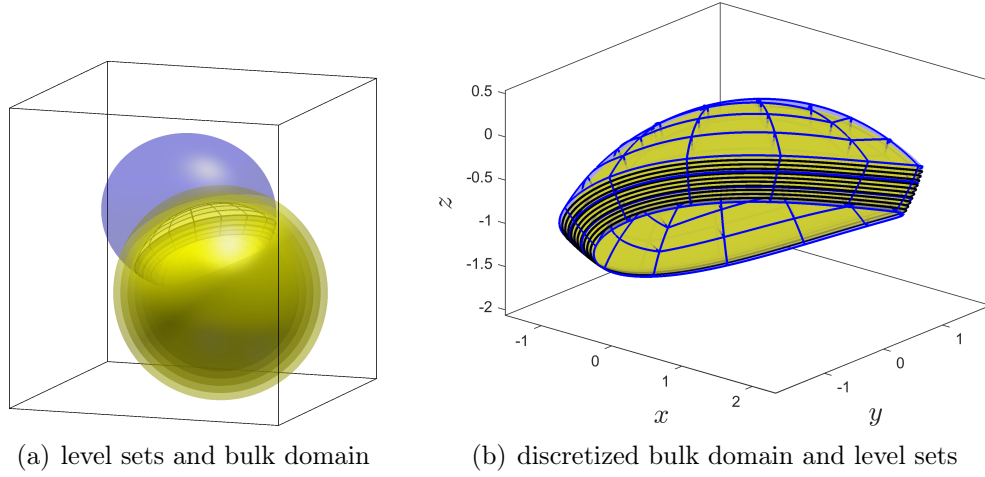 0.5
0
-0.5
-1
-1.5
-2
z
-1
0
1
2
x
-1
0
1
y
(a) level sets and bulk domain
(b) discretized bulk domain and level sets